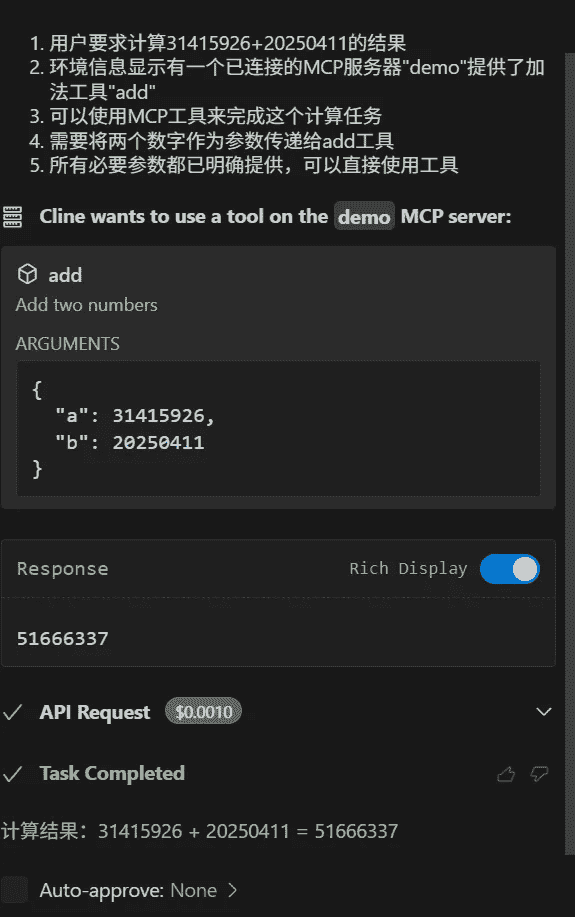 1. 用户要求计算31415926+20250411的结果
2. 环境信息显示有一个已连接的MCP服务器"demo"提供了加
法工具"add"
3. 可以使用MCP工具来完成这个计算任务
4. 需要将两个数字作为参数传递给add工具
5. 所有必要参数都已明确提供，可以直接使用工具
Cline wants to use a tool on the demo MCP server:
add
Add two numbers
ARGUMENTS
{
"a": 31415926,
"b": 20250411
}
Response Rich Display
51666337
API Request $0.0010
Task Completed
计算结果：31415926 + 20250411 = 51666337
Auto-approve: None